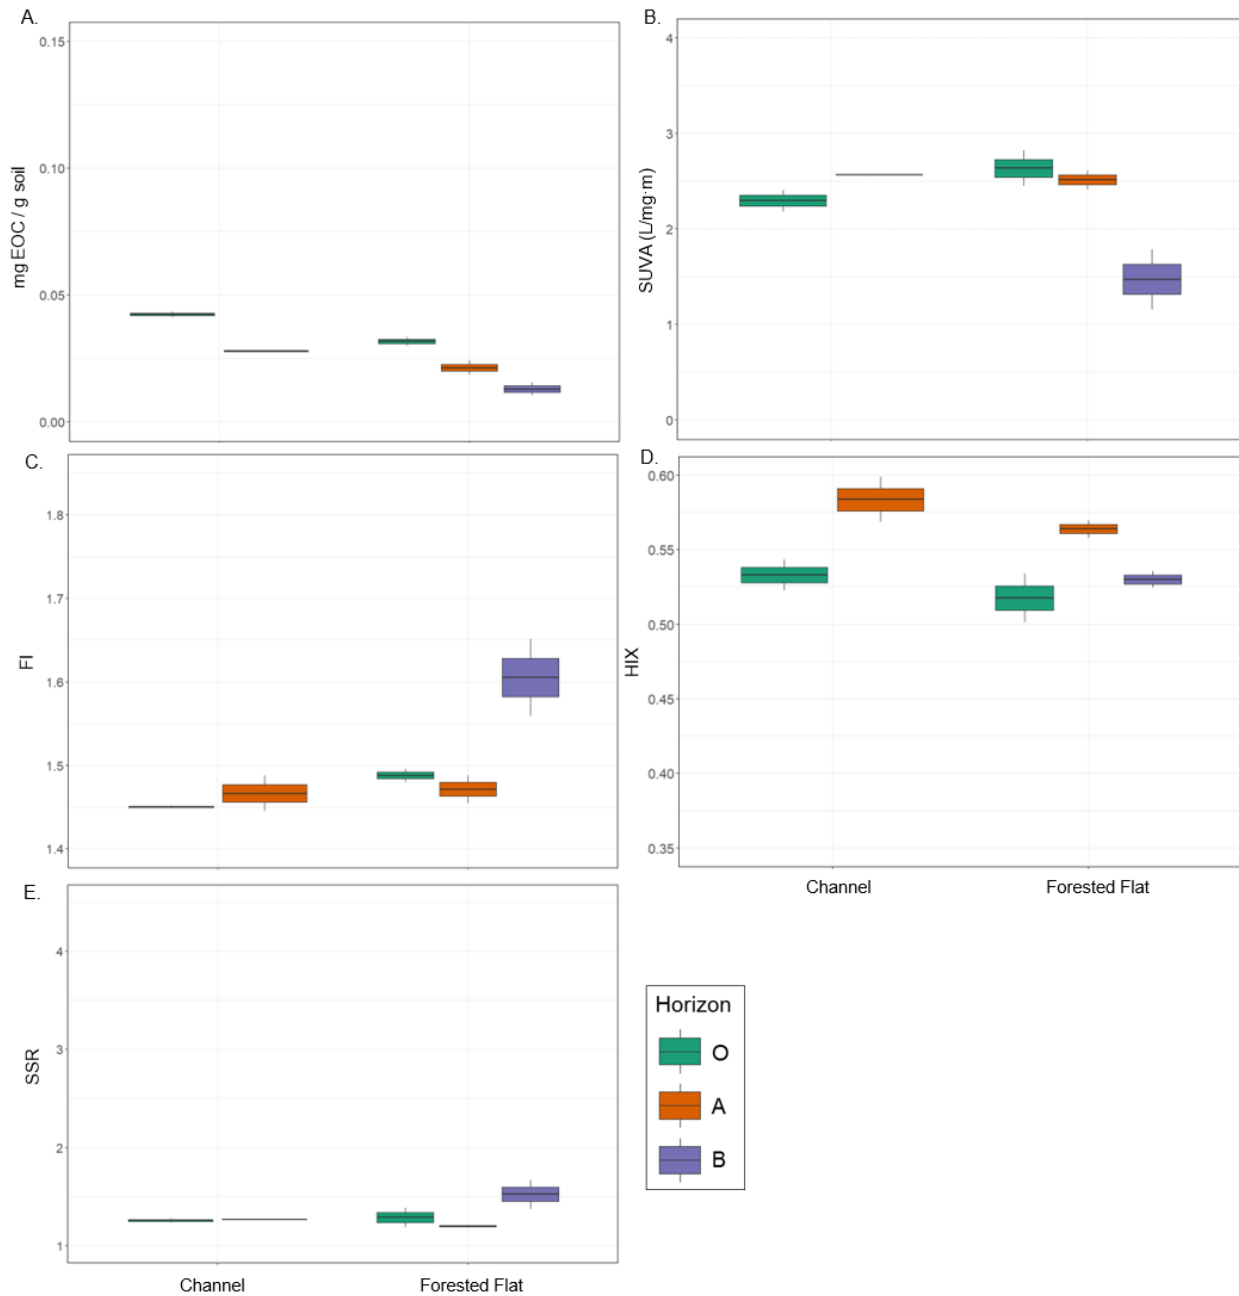 A.
mg EOC / g soil
0.15
0.10
0.05
0.00
B.
SUVA (L/mg·m)
4
3
2
1
0
C.
FI
1.8
1.7
1.6
1.5
1.4
D.
HIX
0.60
0.55
0.50
0.45
0.40
0.35
Channel
Forested Flat
E.
SSR
4
3
2
1
Channel
Forested Flat
Horizon
O
A
B